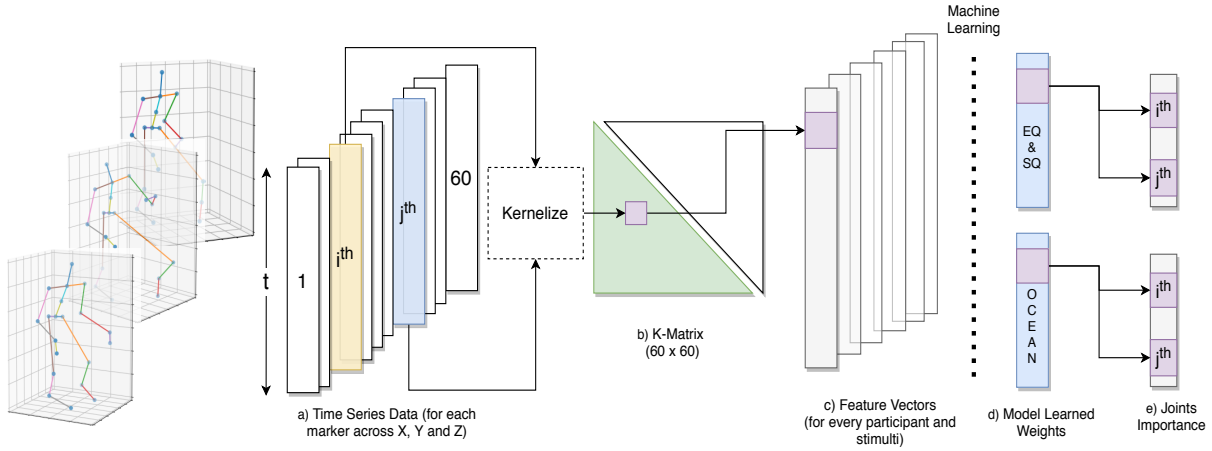 Machine
Learning
t
1
i^th
j^th
60
Kernelize
EQ
&
SQ
i^th
j^th
O
C
E
A
N
i^th
j^th
a) Time Series Data (for each
marker across X, Y and Z)
b) K-Matrix
(60 x 60)
c) Feature Vectors
(for every participant and
stimulti)
d) Model Learned
Weights
e) Joints
Importance